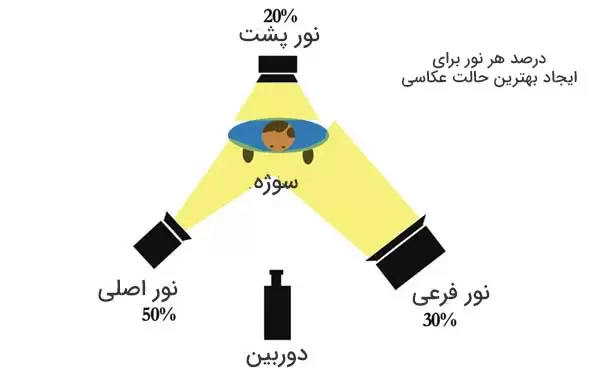 20%
نور پشت
درصد هر نور برای
ایجاد بهترین حالت عکاسی
سوژه
نور اصلی
50%
نور فرعی
30%
دوربین